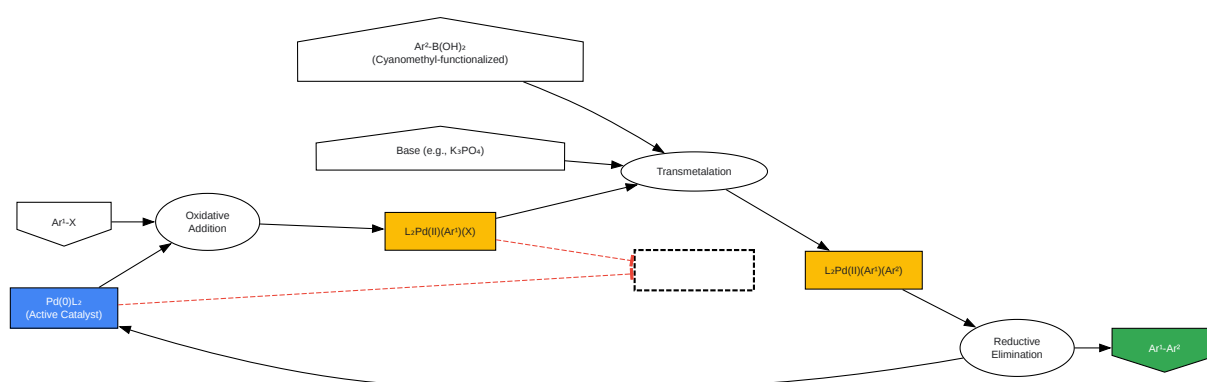 Ar²-B(OH)₂
(Cyanomethyl-functionalized)
Base (e.g., K₃PO₄)
Transmetalation
Ar¹-X
Oxidative
Addition
L₂Pd(II)(Ar¹)(X)
Pd(0)L₂
(Active Catalyst)
L₂Pd(II)(Ar¹)(Ar²)
Reductive
Elimination
Ar¹-Ar²